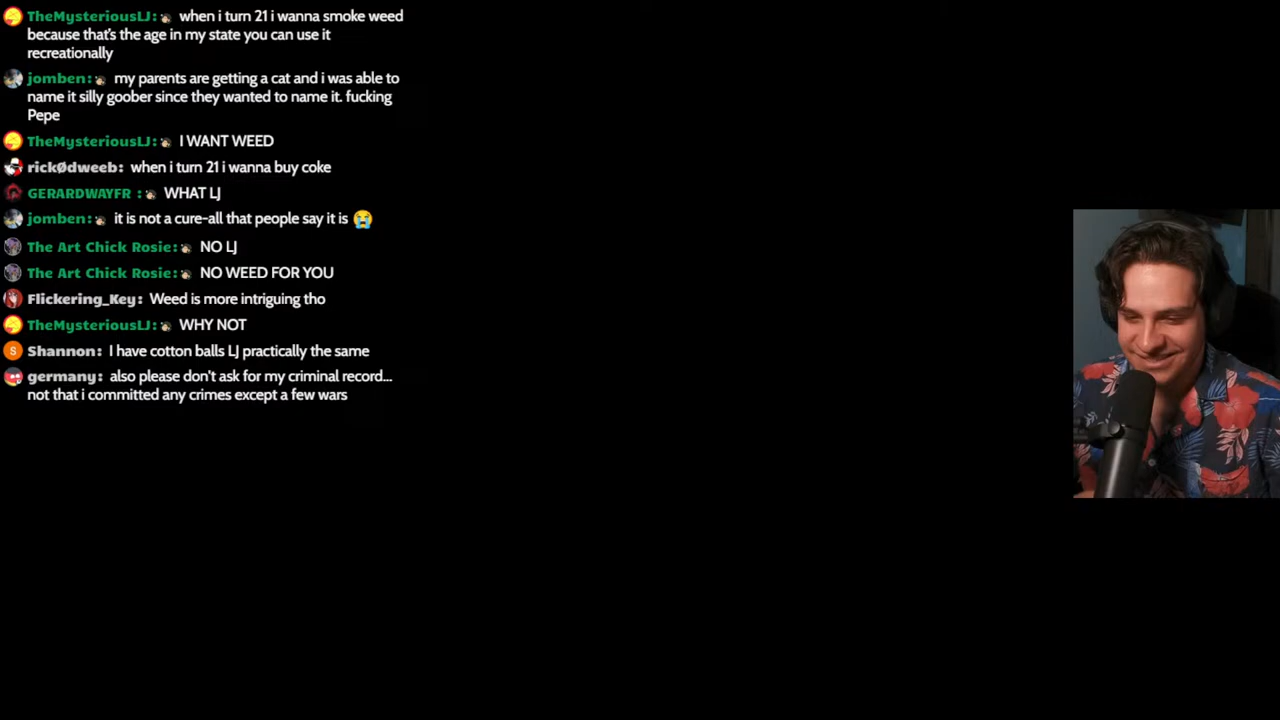 TheMysteriousLJ: when i turn 21 i wanna smoke weed
because that's the age in my state you can use it
recreationally
jomben: my parents are getting a cat and i was able to
name it silly goober since they wanted to name it. fucking
Pepe
TheMysteriousLJ: I WANT WEED
rickØdweeb: when i turn 21 i wanna buy coke
GERARDWAYFR : WHAT LJ
jomben: it is not a cure-all that people say it is 😭
The Art Chick Rosie: NO LJ
The Art Chick Rosie: NO WEED FOR YOU
Flickering_Key: Weed is more intriguing tho
TheMysteriousLJ: WHY NOT
S Shannon: I have cotton balls LJ practically the same
germany: also please don't ask for my criminal record...
not that i committed any crimes except a few wars